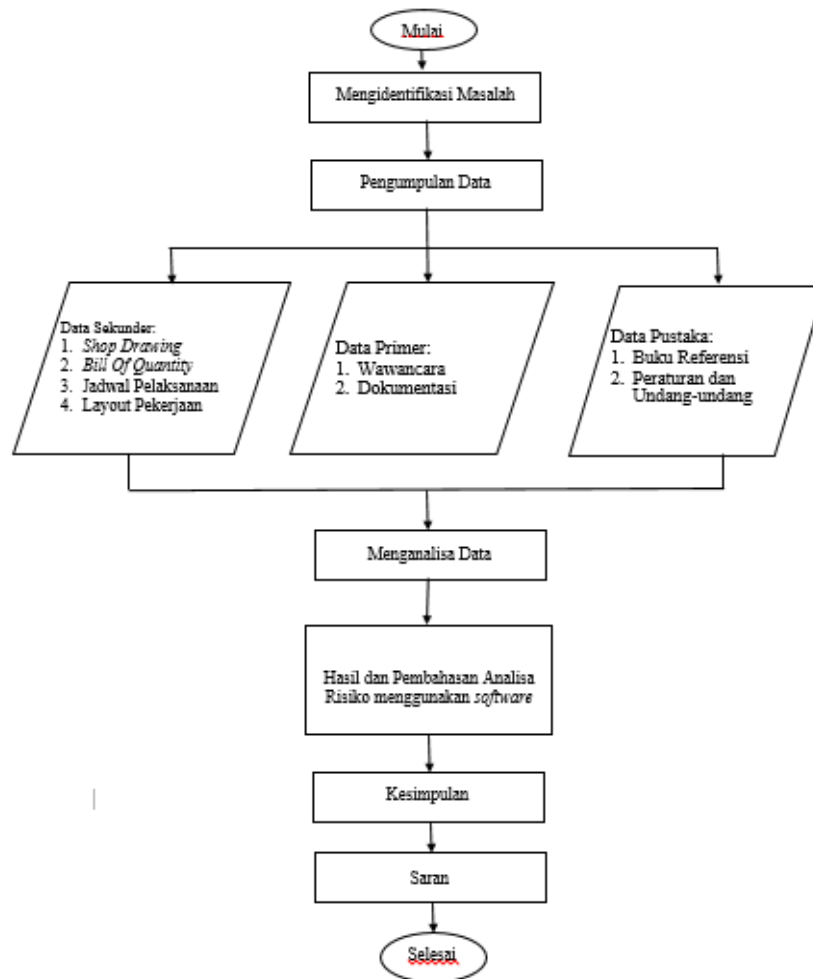 Mulai
Mengidentifikasi Masalah
Pengumpulan Data
Data Sekunder:
1. Shop Drawing
2. Bill Of Quantity
3. Jadwal Pelaksanaan
4. Layout Pekerjaan
Data Primer:
1. Wawancara
2. Dokumentasi
Data Pustaka:
1. Buku Referensi
2. Peraturan dan
Undang-undang
Menganalisa Data
Hasil dan Pembahasan Analisa
Risiko menggunakan software
Kesimpulan
Saran
Selesai